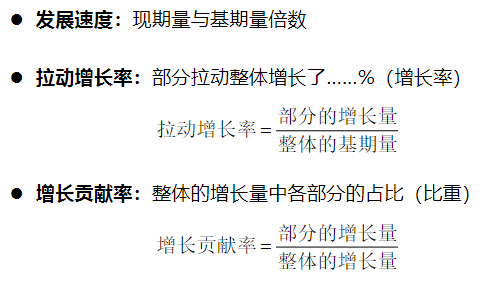 ● 发展速度：现期量与基期量倍数
● 拉动增长率：部分拉动整体增长了……%（增长率）
拉动增长率=部分的增长量/整体的基期量
● 增长贡献率：整体的增长量中各部分的占比（比重）
增长贡献率=部分的增长量/整体的增长量